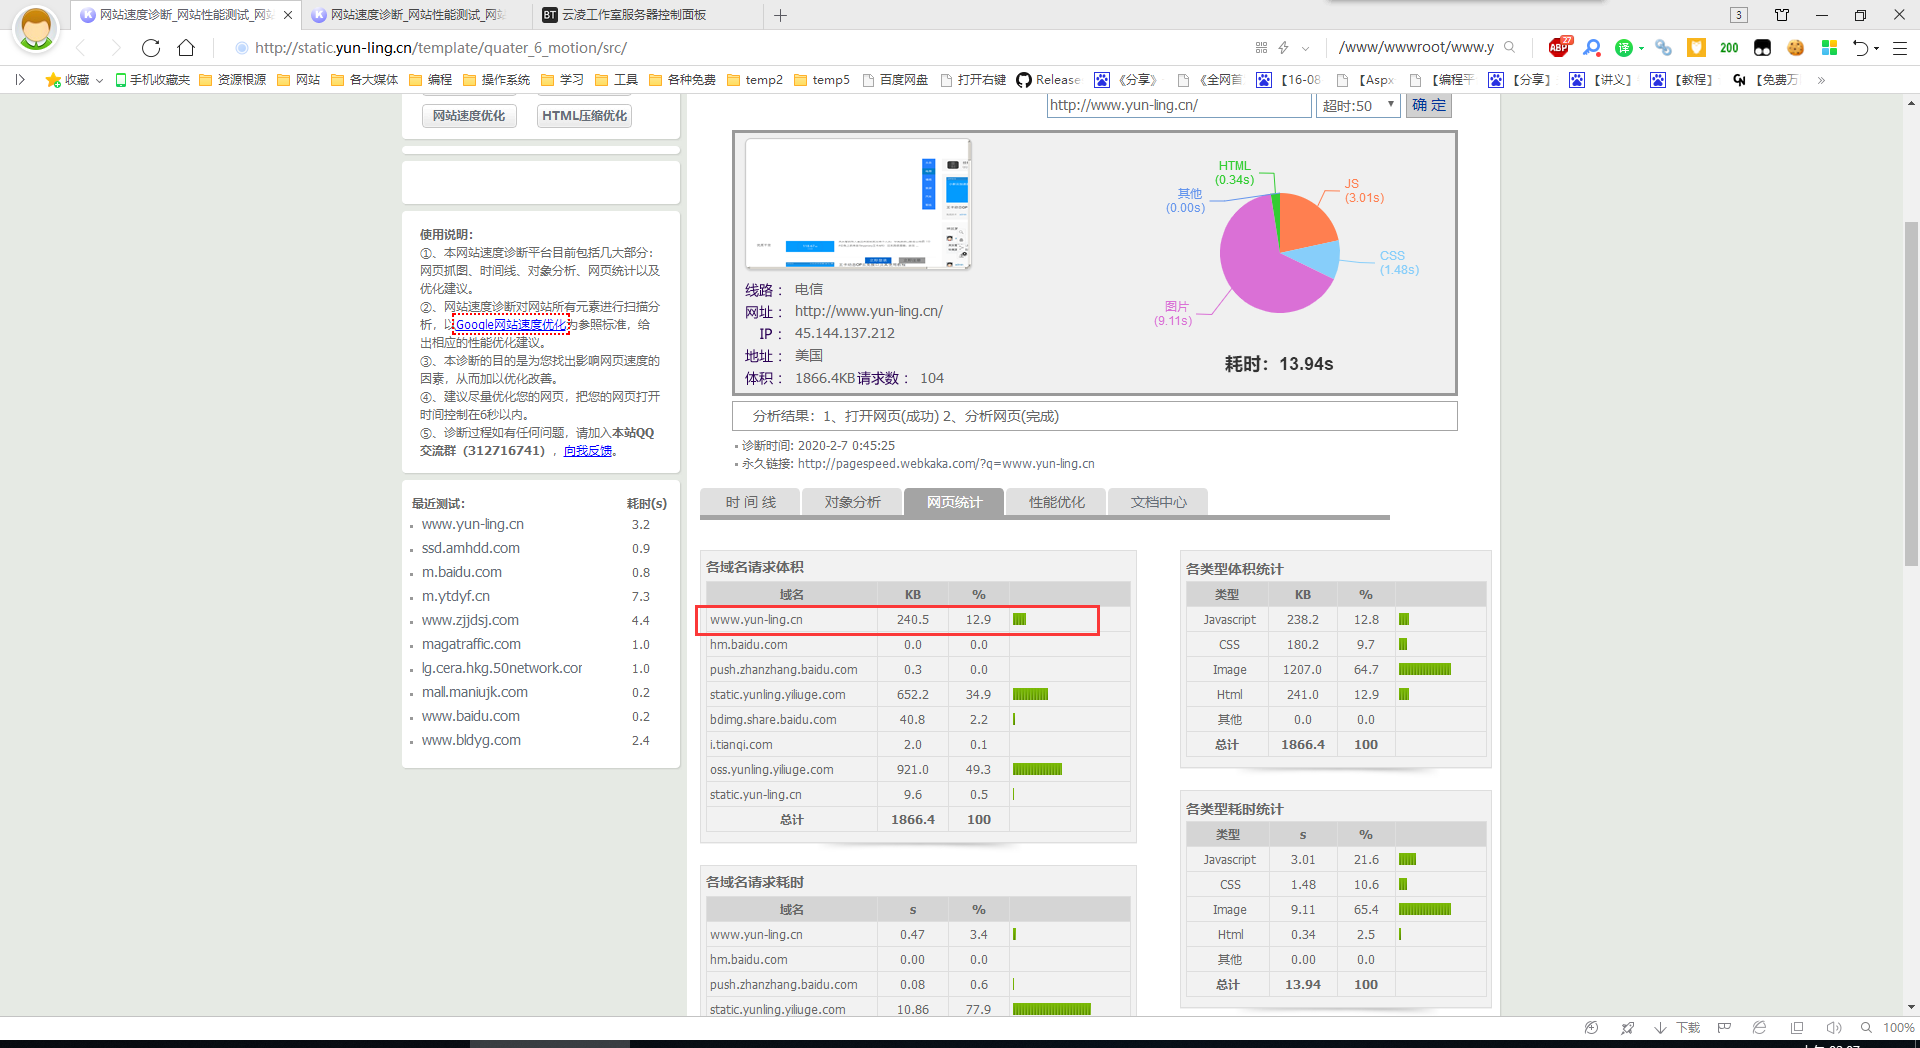 网站速度诊断_网站性能测试_网站
网站速度诊断_网站性能测试_网站
云凌工作室服务器控制面板
3
http://static.yun-ling.cn/template/quater_6_motion/src/
/www/wwwroot/www.y
ABP
27
译
200
收藏
手机收藏夹
资源根源
网站
各大媒体
编程
操作系统
学习
工具
各种免费
temp2
temp5
百度网盘
打开右键
Release
《分享》
《全网首
【16-08
【Aspx
【编程平
【分享】
【讲义】
【教程】
【免费万
网站速度优化
HTML压缩优化
http://www.yun-ling.cn/
超时:50
确 定
使用说明：
①、本网站速度诊断平台目前包括几大部分：
网页抓图、时间线、对象分析、网页统计以及
优化建议。
②、网站速度诊断对网站所有元素进行扫描分
析，以Google网站速度优化为参照标准，给
出相应的性能优化建议。
③、本诊断的目的是为您找出影响网页速度的
因素，从而加以优化改善。
④、建议尽量优化您的网页，把您的网页打开
时间控制在6秒以内。
⑤、诊断过程如有任何问题，请加入本站QQ
交流群（312716741），向我反馈。
最近测试： 耗时(s)
www.yun-ling.cn 3.2
ssd.amhdd.com 0.9
m.baidu.com 0.8
m.ytdyf.cn 7.3
www.zjjdsj.com 4.4
magatraffic.com 1.0
lg.cera.hkg.50network.cor 1.0
mall.maniujk.com 0.2
www.baidu.com 0.2
www.bldyg.com 2.4
线路： 电信
网址： http://www.yun-ling.cn/
IP： 45.144.137.212
地址： 美国
体积： 1866.4KB 请求数： 104
HTML
(0.34s)
其他
(0.00s)
JS
(3.01s)
CSS
(1.48s)
图片
(9.11s)
耗时：13.94s
分析结果：1、打开网页(成功) 2、分析网页(完成)
诊断时间: 2020-2-7 0:45:25
永久链接: http://pagespeed.webkaka.com/?q=www.yun-ling.cn
时 间 线
对象分析
网页统计
性能优化
文档中心
各域名请求体积
域名 KB %
www.yun-ling.cn 240.5 12.9
hm.baidu.com 0.0 0.0
push.zhanzhang.baidu.com 0.3 0.0
static.yunling.yiliuge.com 652.2 34.9
bdimg.share.baidu.com 40.8 2.2
i.tianqi.com 2.0 0.1
oss.yunling.yiliuge.com 921.0 49.3
static.yun-ling.cn 9.6 0.5
总计 1866.4 100
各域名请求耗时
域名 s %
www.yun-ling.cn 0.47 3.4
hm.baidu.com 0.00 0.0
push.zhanzhang.baidu.com 0.08 0.6
static.yunling.yiliuge.com 10.86 77.9
各类型体积统计
类型 KB %
Javascript 238.2 12.8
CSS 180.2 9.7
Image 1207.0 64.7
Html 241.0 12.9
其他 0.0 0.0
总计 1866.4 100
各类型耗时统计
类型 s %
Javascript 3.01 21.6
CSS 1.48 10.6
Image 9.11 65.4
Html 0.34 2.5
其他 0.00 0.0
总计 13.94 100
下载
100%